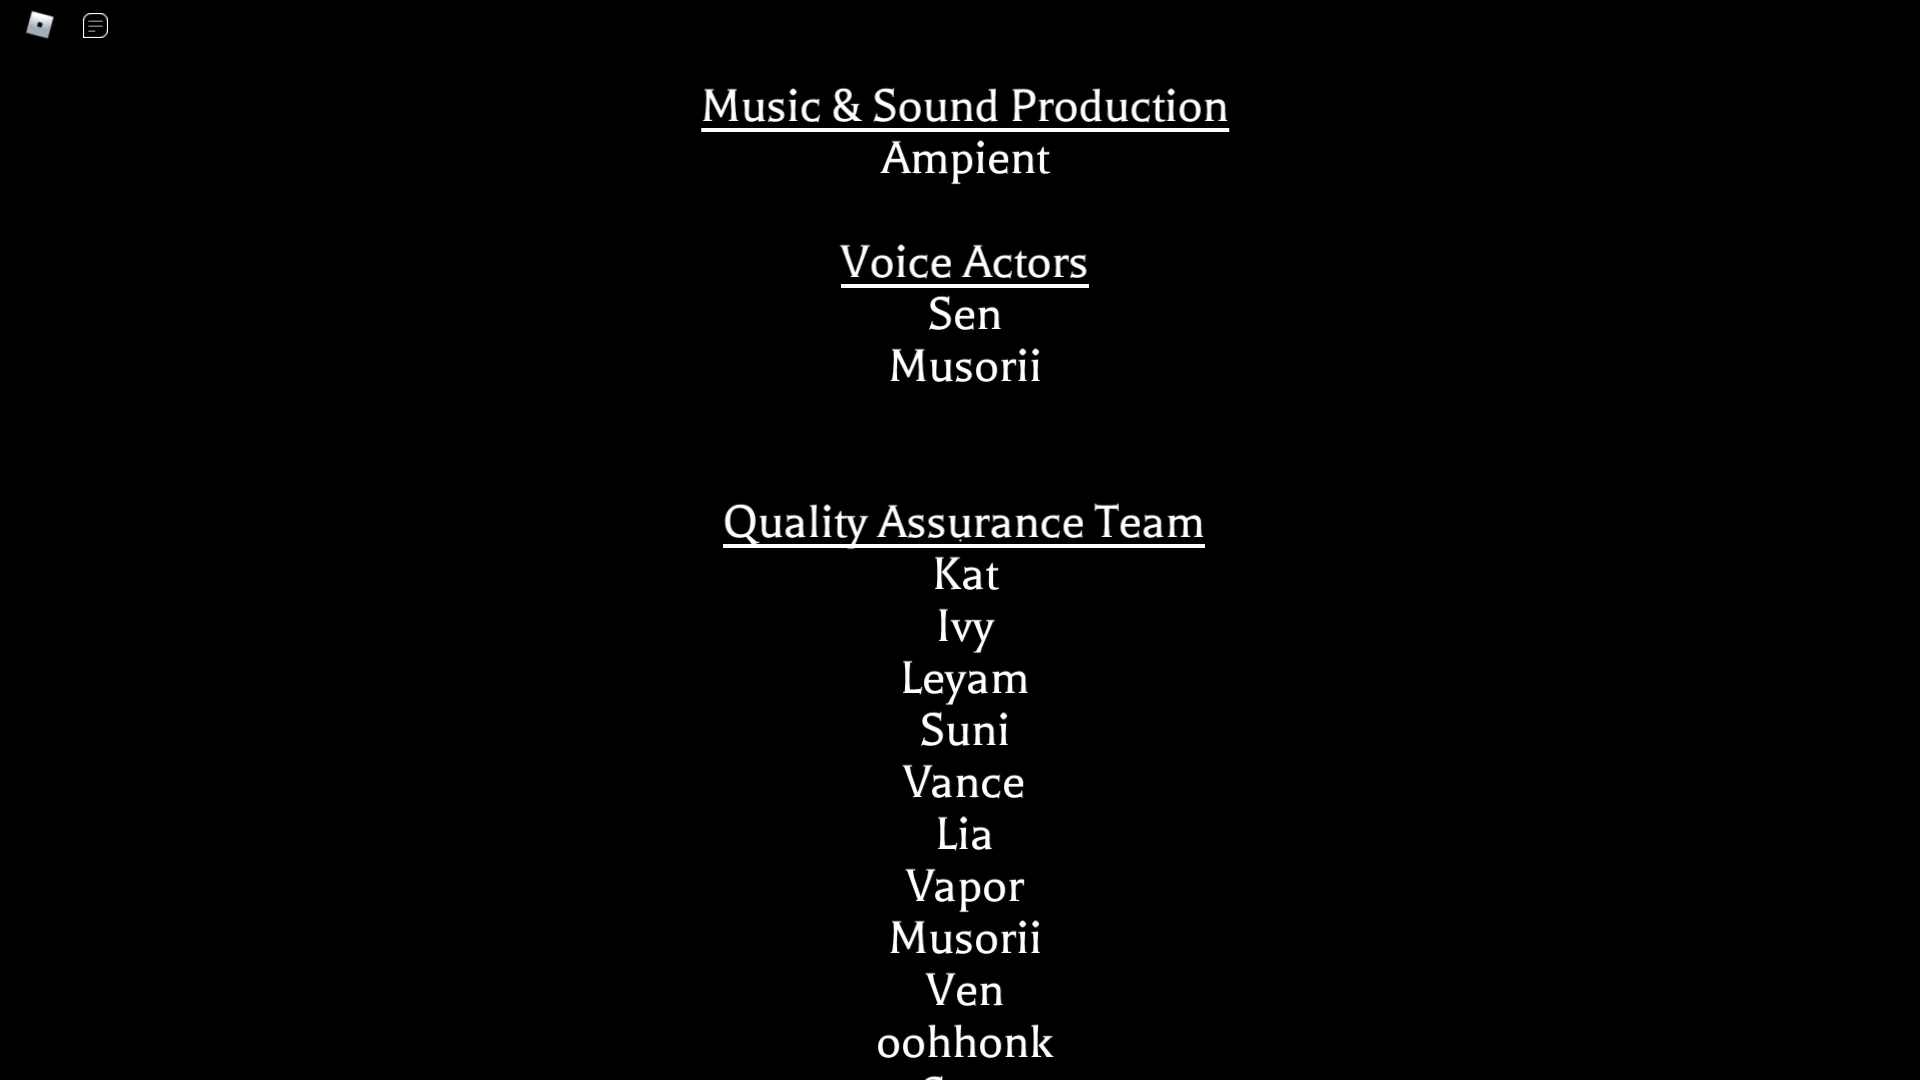 Music & Sound Production
Ampient
Voice Actors
Sen
Musorii
Quality Assurance Team
Kat
Ivy
Leyam
Suni
Vance
Lia
Vapor
Musorii
Ven
oohhonk